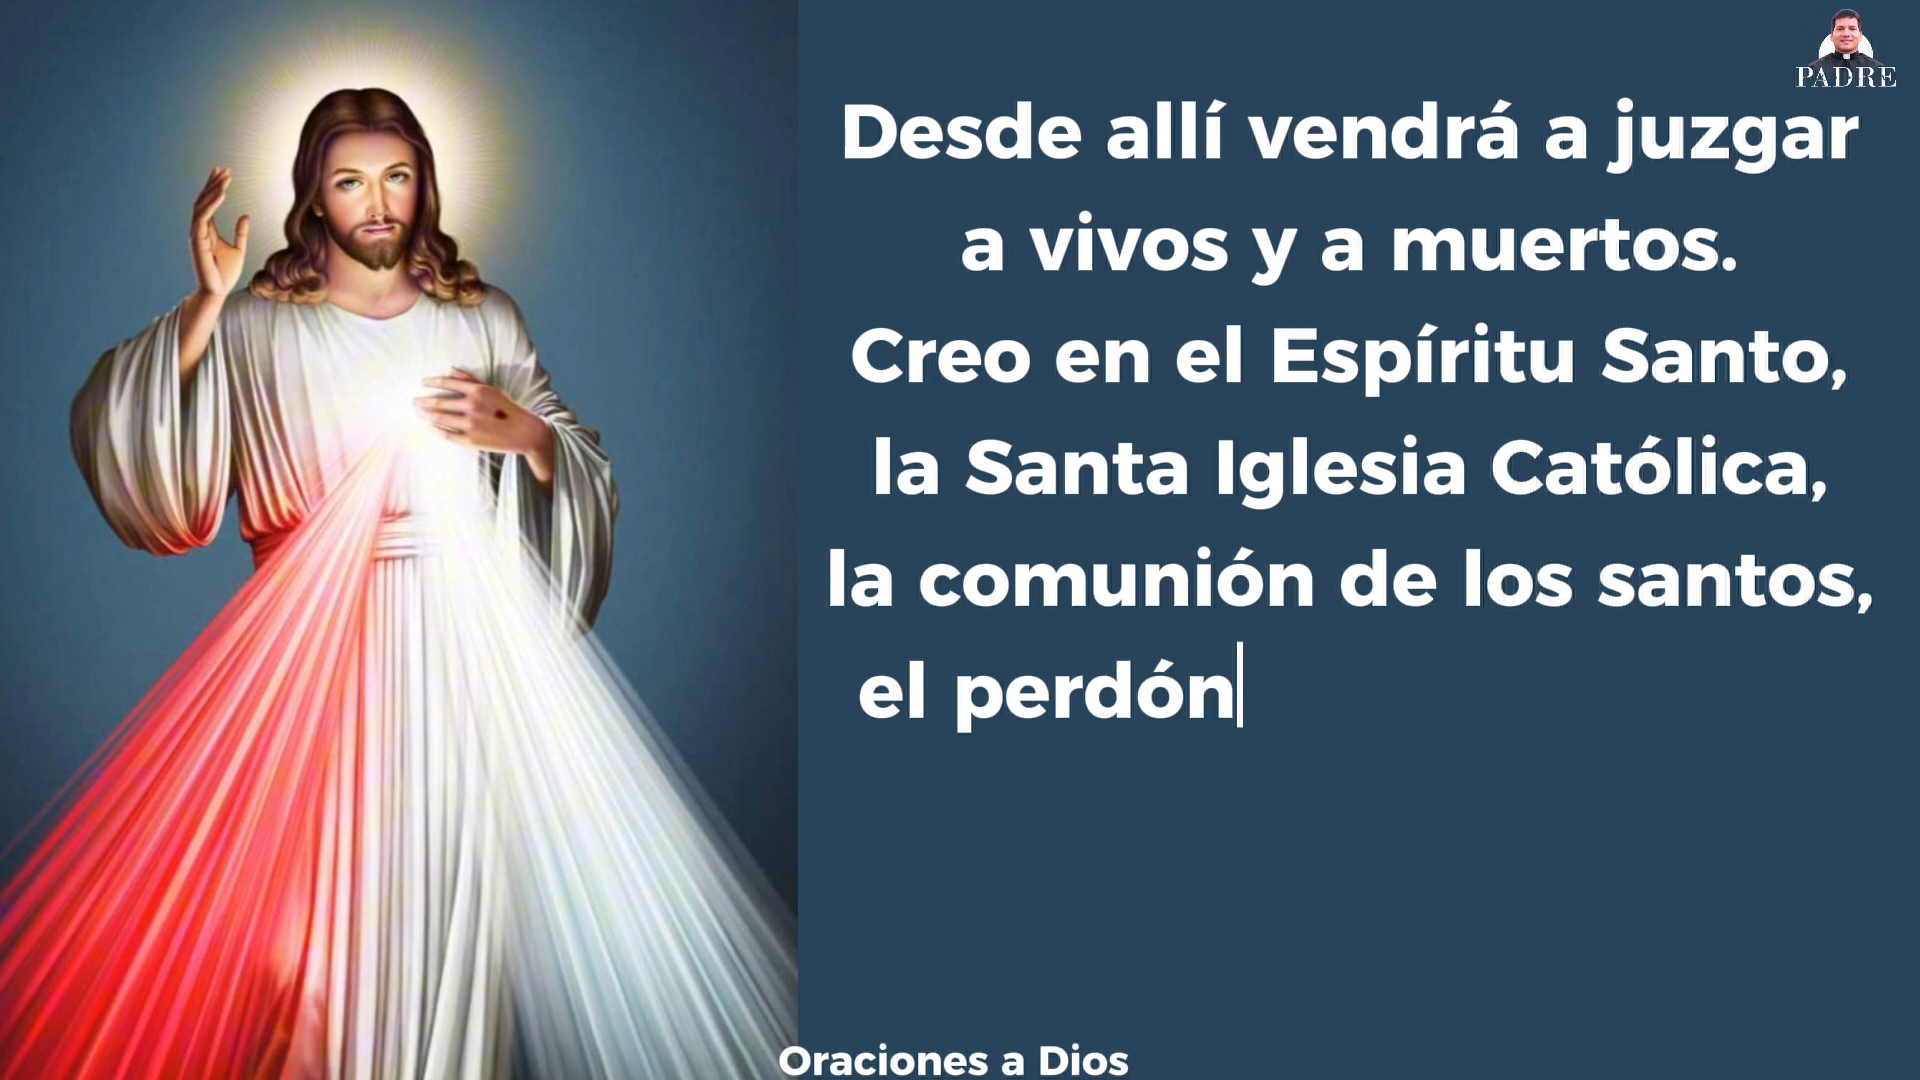 PADRE
Desde allí vendrá a juzgar
a vivos y a muertos.
Creo en el Espíritu Santo,
la Santa Iglesia Católica,
la comunión de los santos,
el perdón
Oraciones a Dios